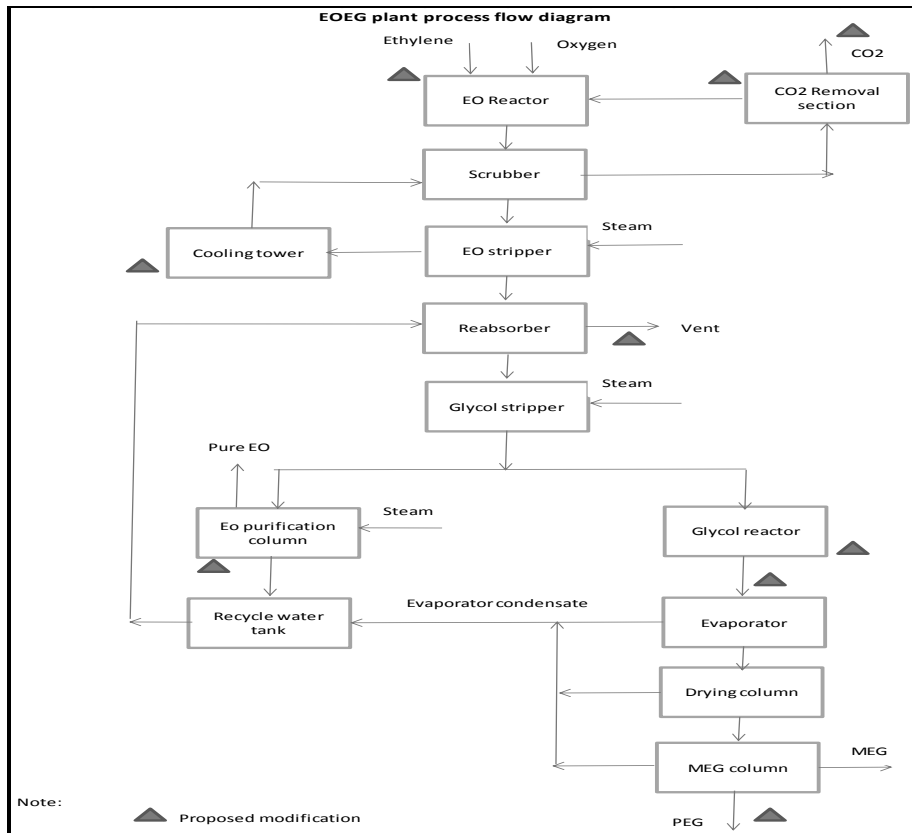 EOEG plant process flow diagram
Ethylene
Oxygen
CO2
EO Reactor
CO2 Removal
section
Scrubber
Steam
Cooling tower
EO stripper
Reabsorber
Vent
Steam
Glycol stripper
Pure EO
Steam
Eo purification
column
Glycol reactor
Evaporator condensate
Recycle water
tank
Evaporator
Drying column
MEG
MEG column
Note:
Proposed modification
PEG